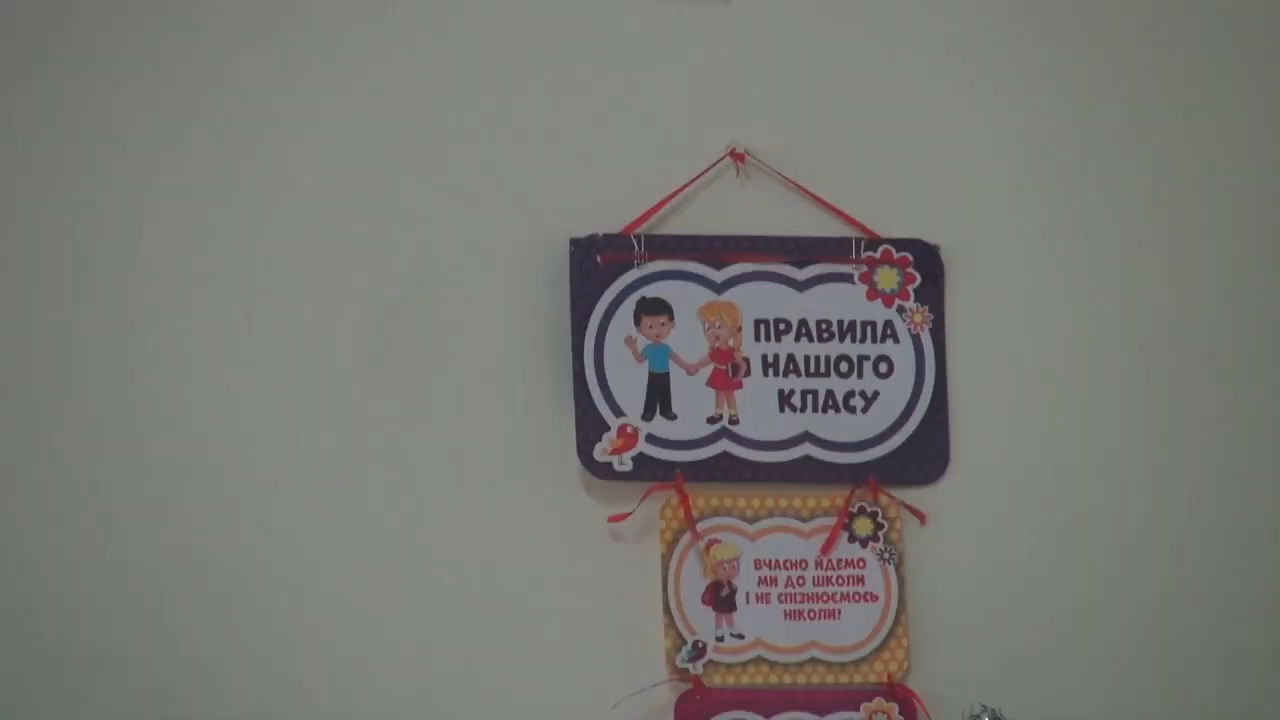 ПРАВИЛА
НАШОГО
КЛАСУ
ВЧАСНО ЙДЕМО
МИ ДО ШКОЛИ
І НЕ СПІЗНЮЄМОСЬ
НІКОЛИ!